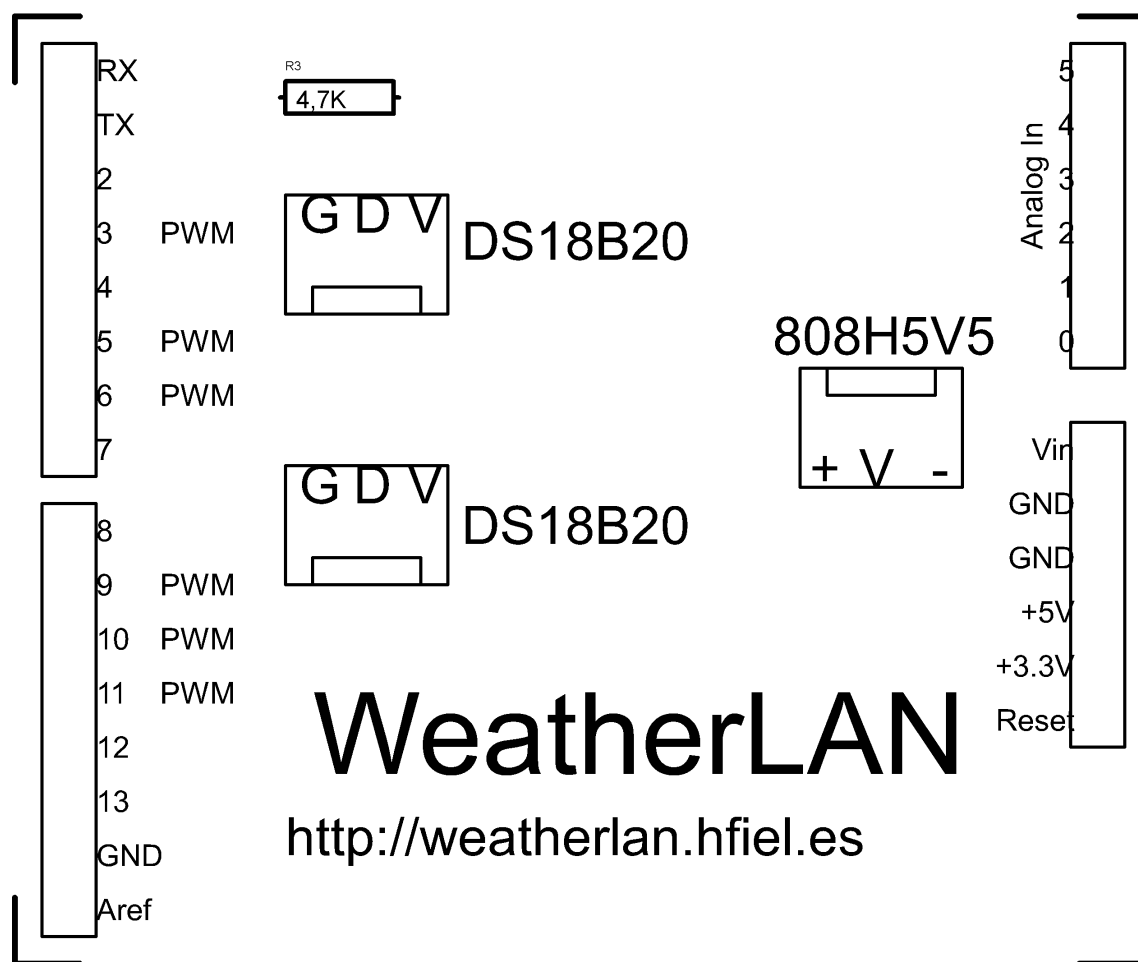 RX
TX
2
3 PWM
4
5 PWM
6 PWM
7
8
9 PWM
10 PWM
11 PWM
12
13
GND
Aref
R3
4,7K
G D V
DS18B20
G D V
DS18B20
808H5V5
+ V -
WeatherLAN
http://weatherlan.hfiel.es
Analog In
5
4
3
2
1
0
Vin
GND
GND
+5V
+3.3V
Reset